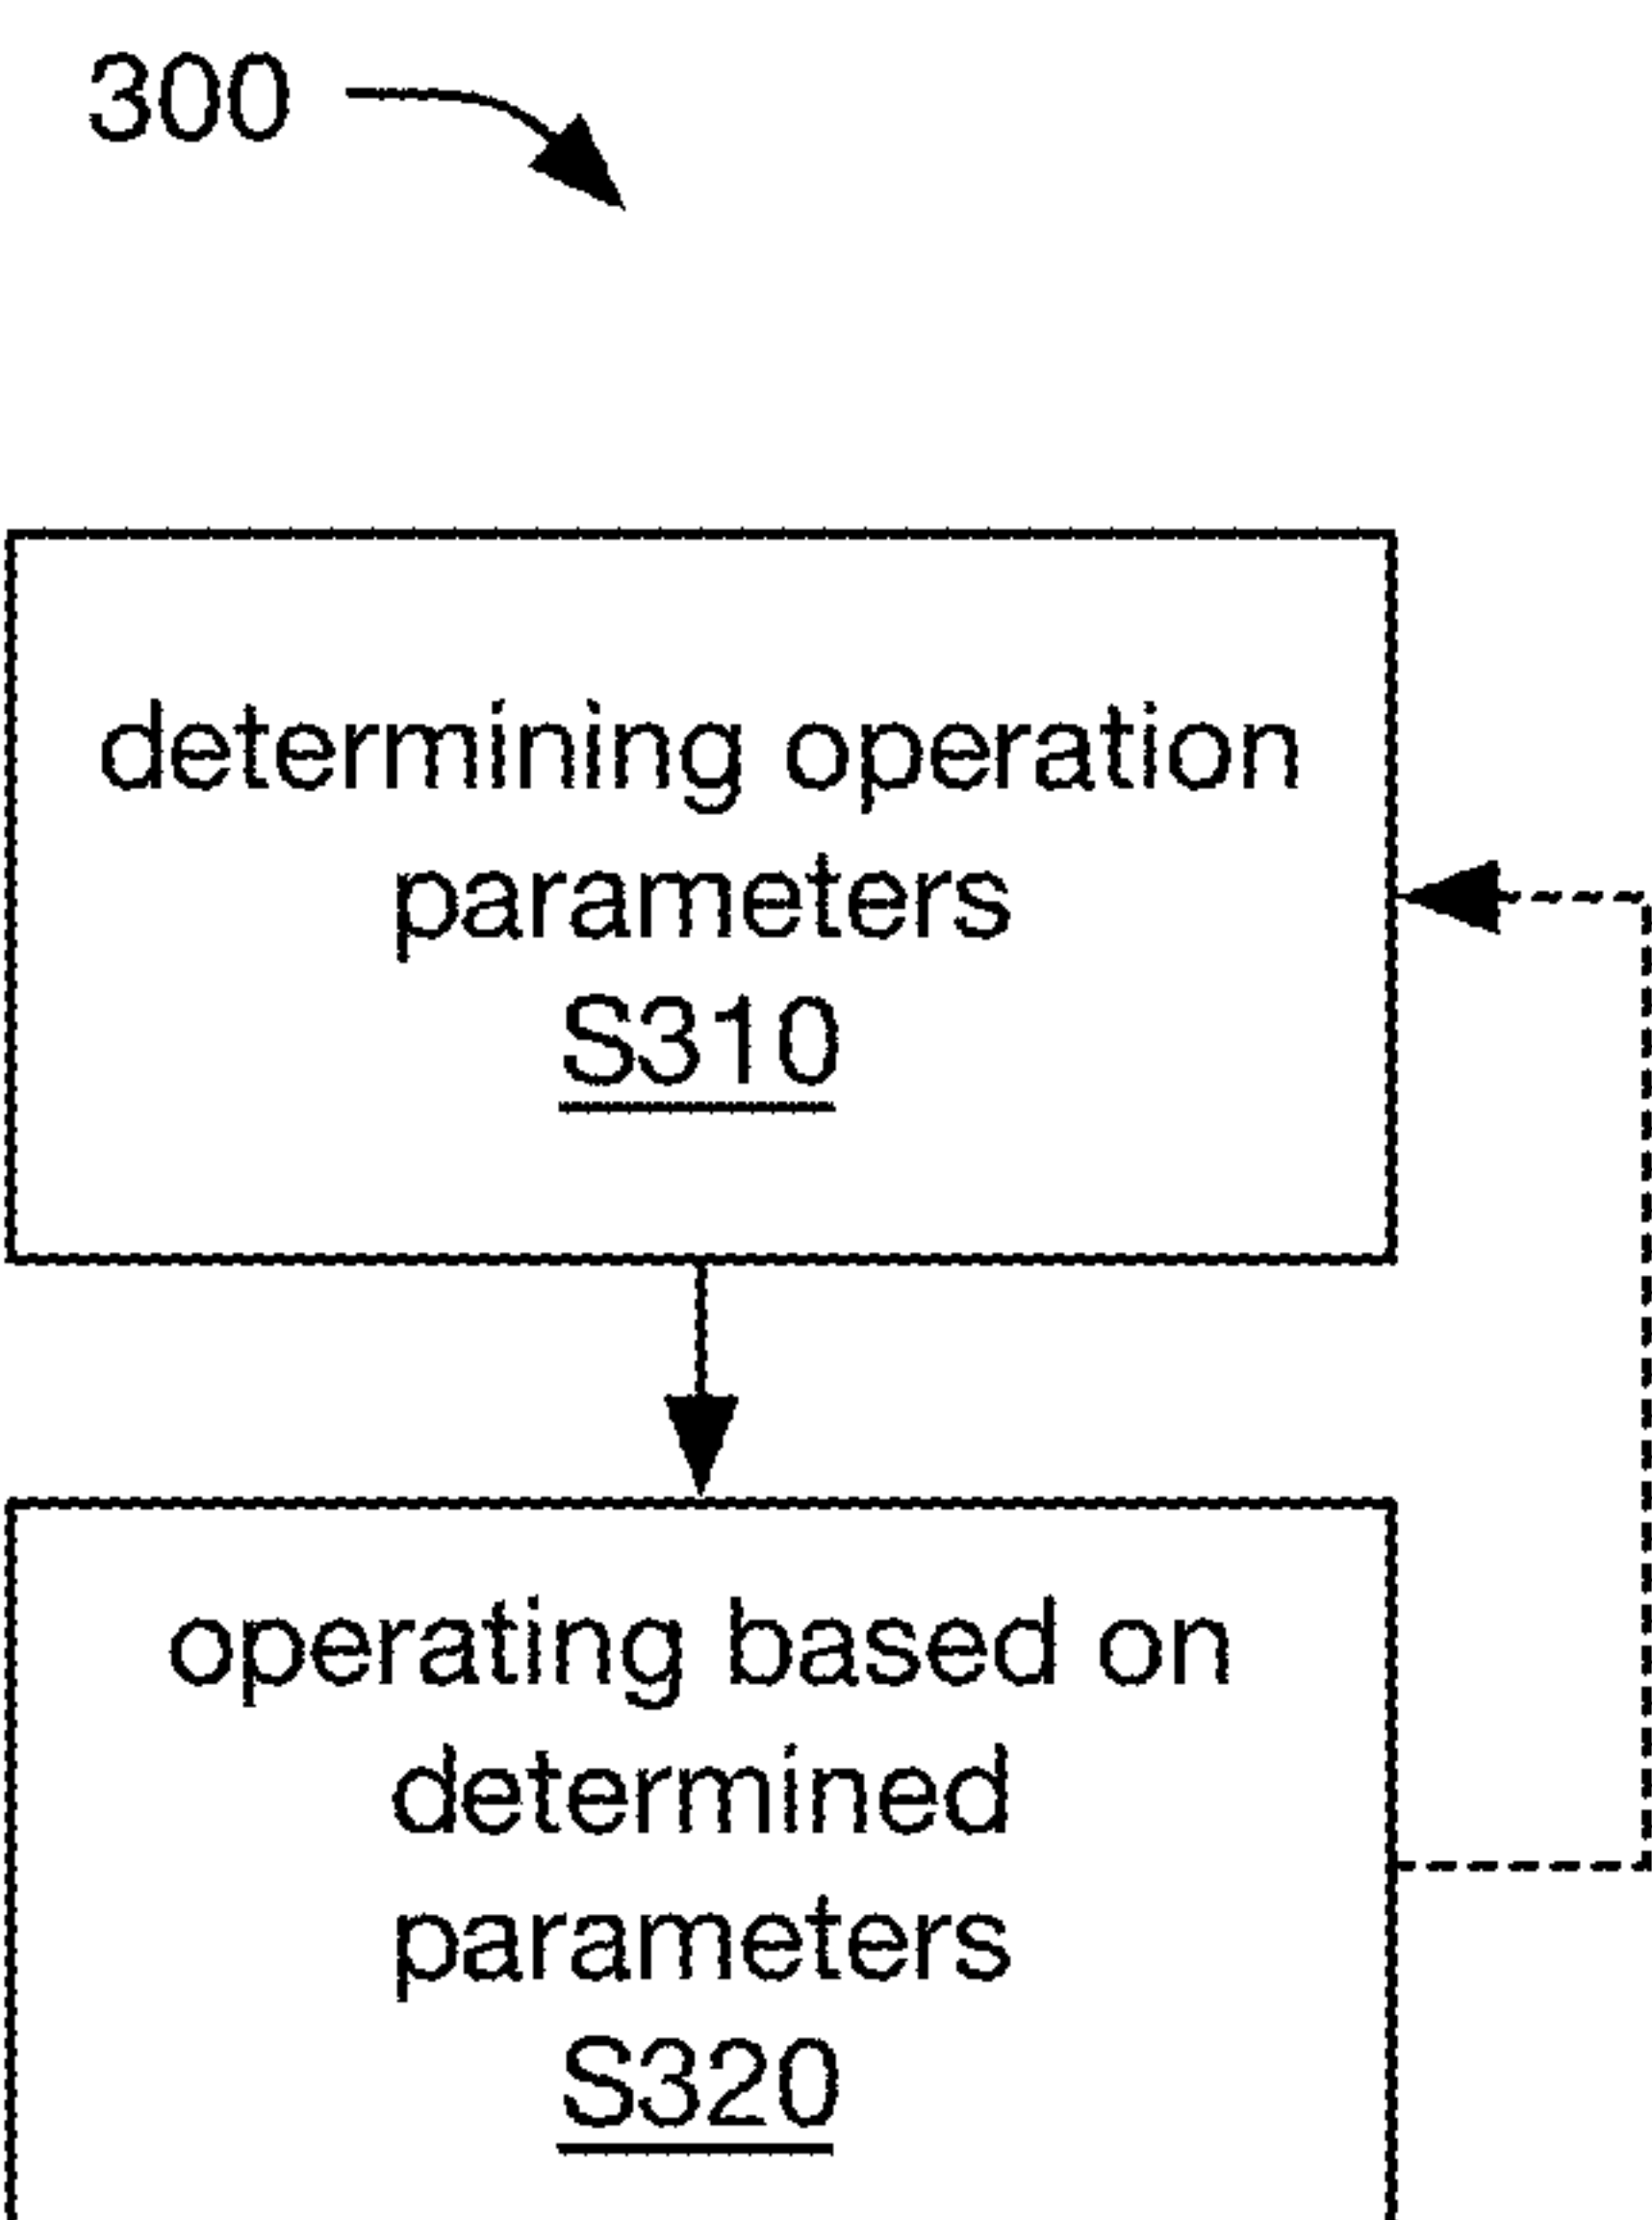 300
determining operation
parameters
S310
operating based on
determined
parameters
S320